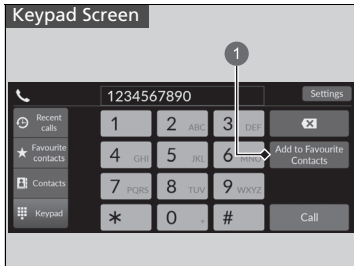 Keypad Screen
1
1234567890
Settings
Recent
calls
1
2 ABC
3 DEF
Favourite
contacts
4 GHI
5 JKL
6 MNO
Add to Favourite
Contacts
Contacts
7 PQRS
8 TUV
9 WXYZ
Keypad
*
0 +
#
Call